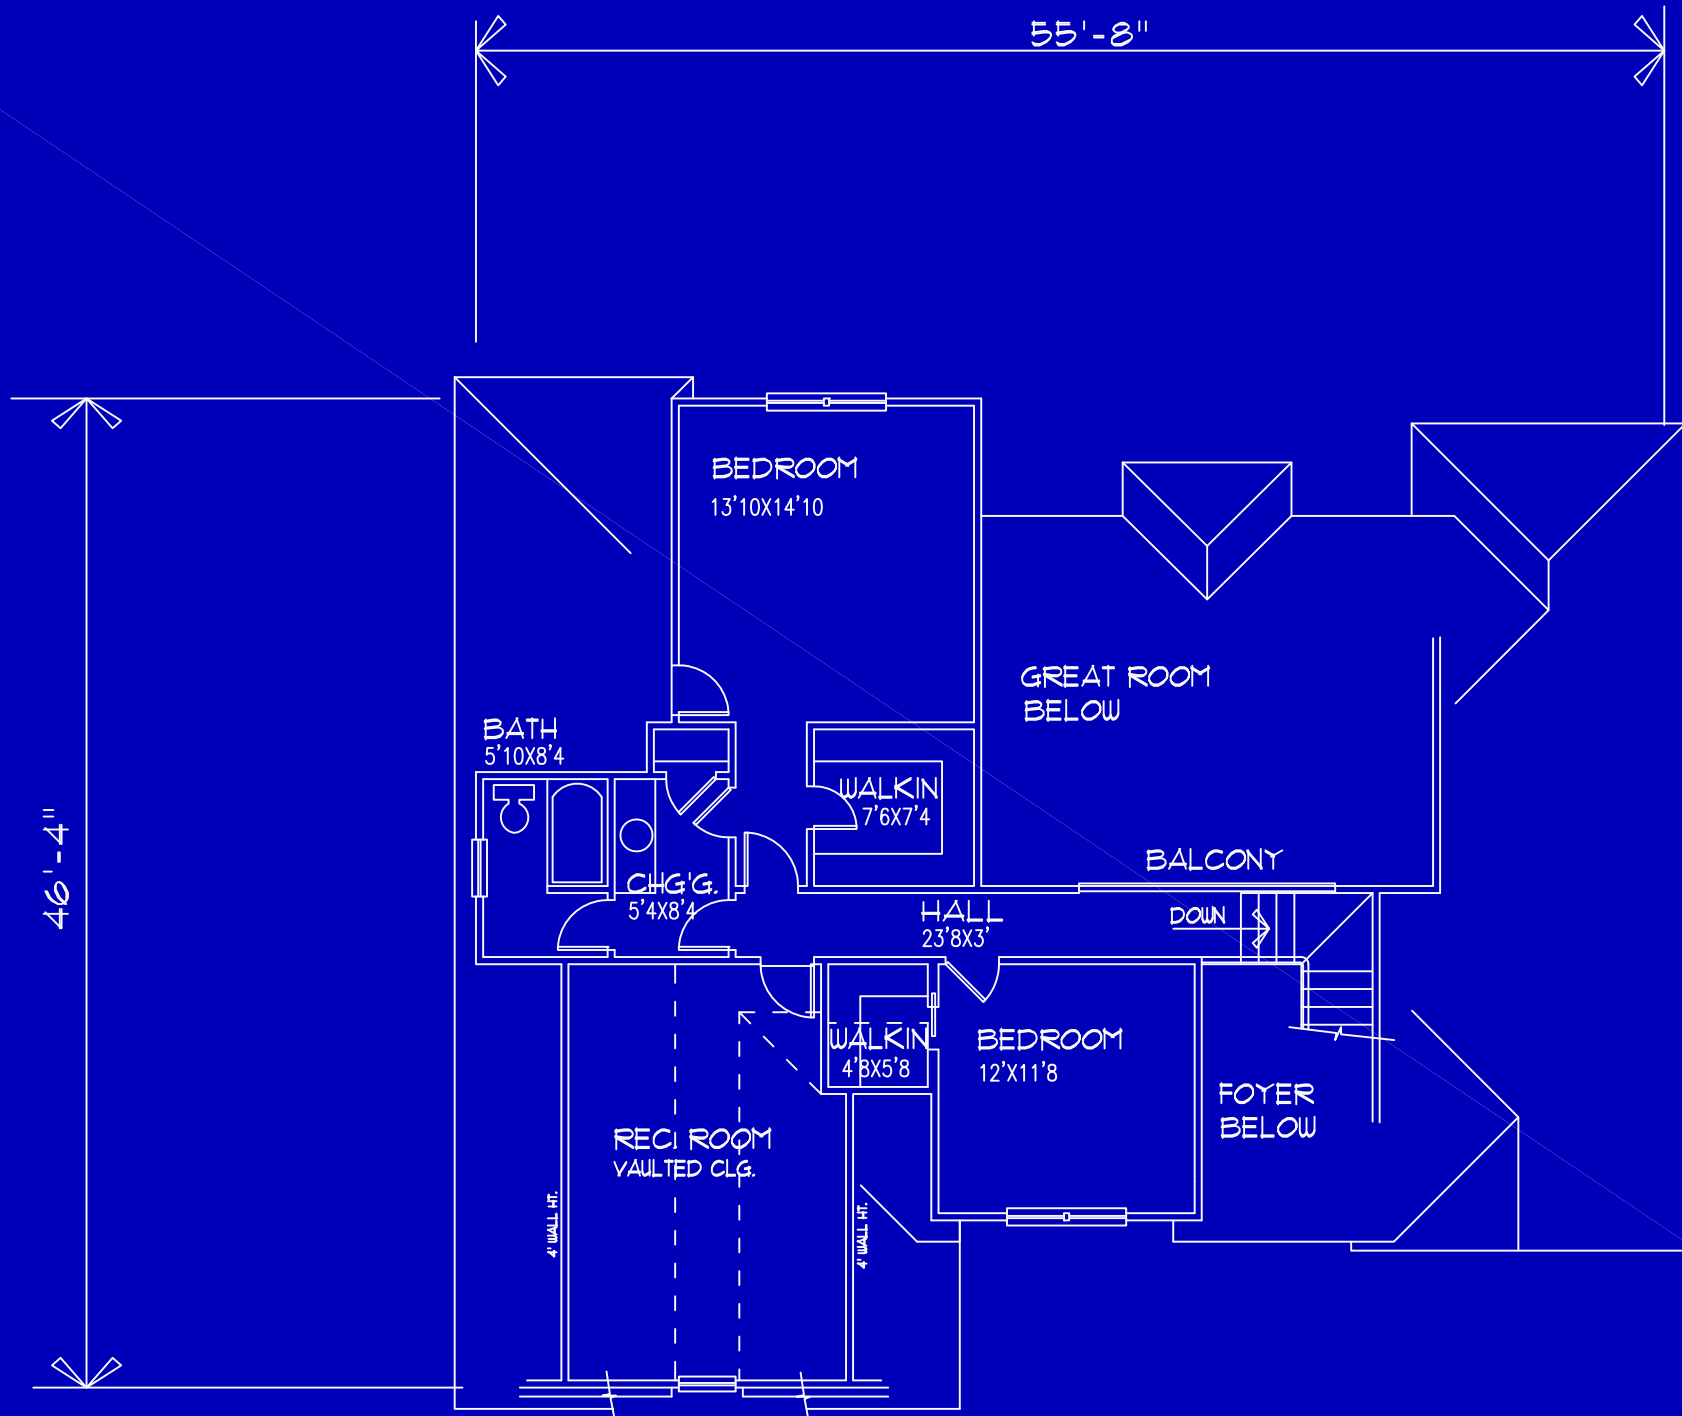 55'-8"
BEDROOM
13'10X14'10
GREAT ROOM
BELOW
BATH
5'10X8'4
WALKIN
7'6X7'4
46'-4"
BALCONY
CHG'G.
5'4X8'4
HALL
23'8X3'
DOWN
WALKIN
4'8X5'8
BEDROOM
12'X11'8
FOYER
BELOW
REC. ROOM
VAULTED CLG.
4' WALL HT.
4' WALL HT.